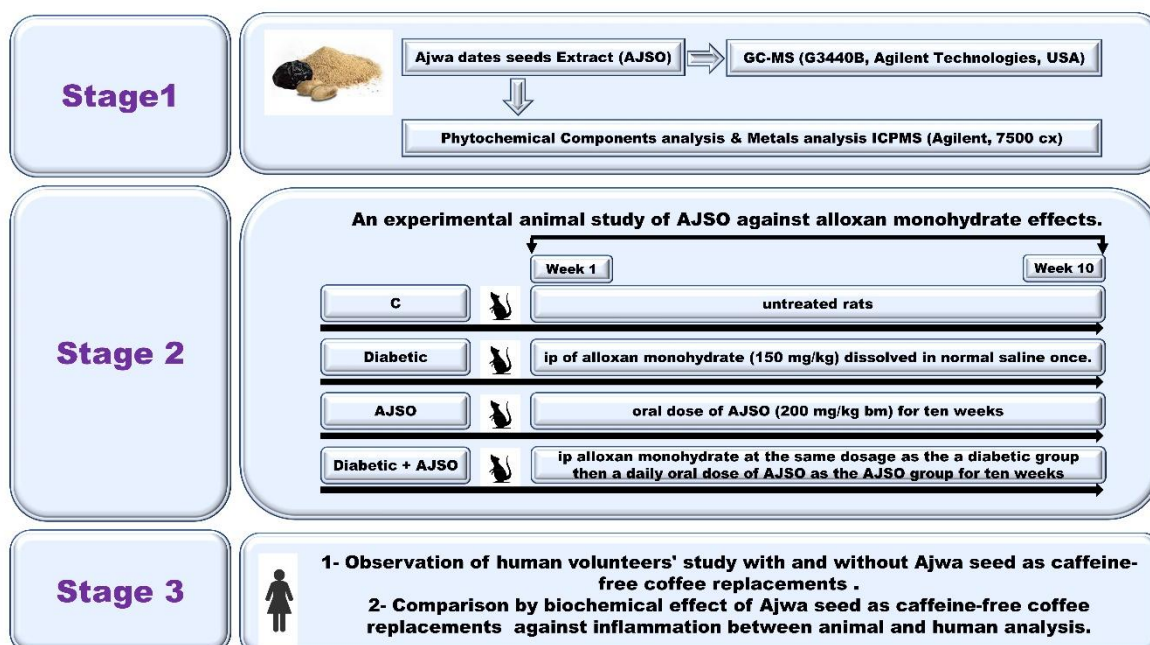 Stage1
Ajwa dates seeds Extract (AJSO)
GC-MS (G3440B, Agilent Technologies, USA)
Phytochemical Components analysis & Metals analysis ICPMS (Agilent, 7500 cx)
Stage 2
An experimental animal study of AJSO against alloxan monohydrate effects.
Week 1
Week 10
C
untreated rats
Diabetic
ip of alloxan monohydrate (150 mg/kg) dissolved in normal saline once.
AJSO
oral dose of AJSO (200 mg/kg bm) for ten weeks
Diabetic + AJSO
ip alloxan monohydrate at the same dosage as the a diabetic group
then a daily oral dose of AJSO as the AJSO group for ten weeks
Stage 3
1- Observation of human volunteers' study with and without Ajwa seed as caffeine-
free coffee replacements .
2- Comparison by biochemical effect of Ajwa seed as caffeine-free coffee
replacements against inflammation between animal and human analysis.